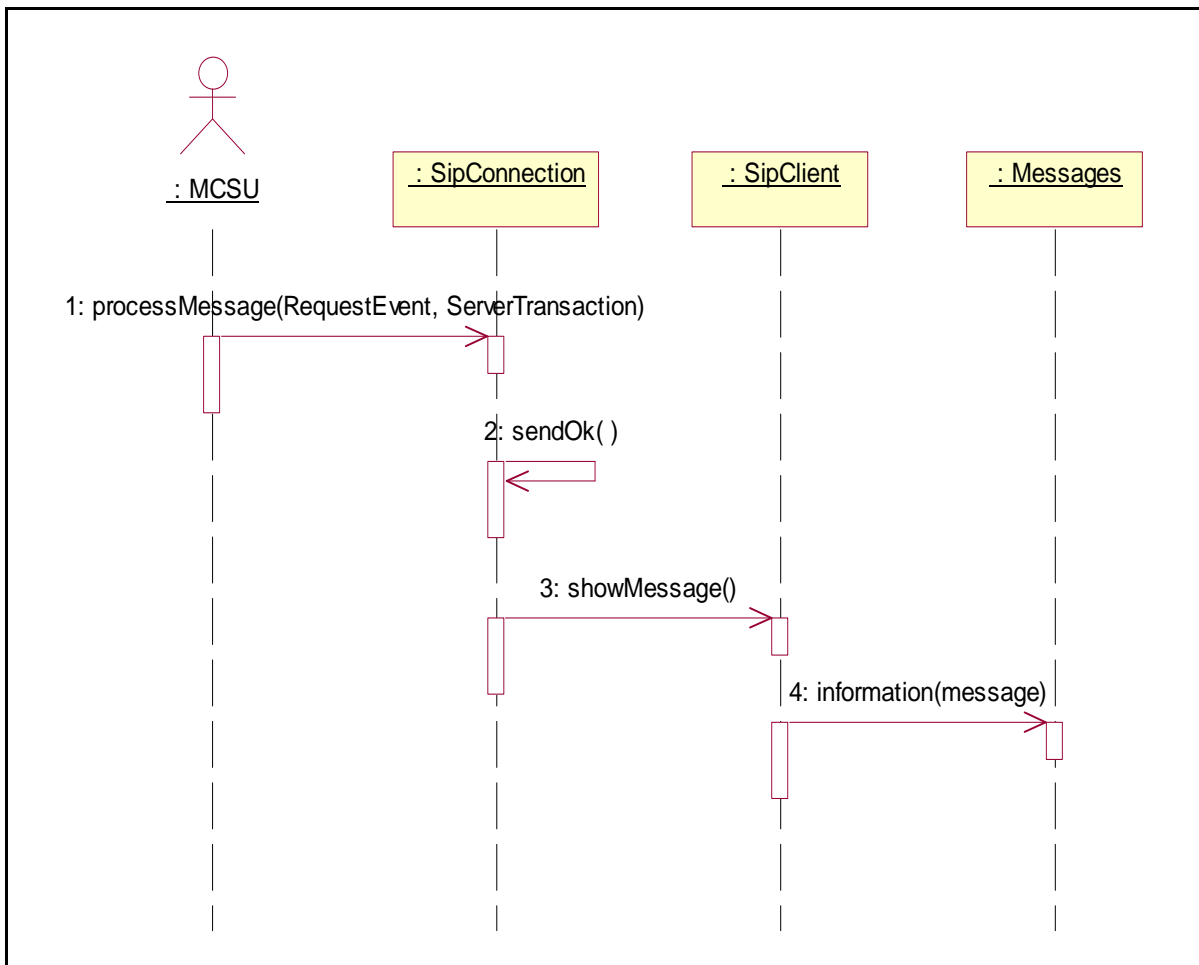 : MCSU
: SipConnection
: SipClient
: Messages
1: processMessage(RequestEvent, ServerTransaction)
2: sendOk( )
3: showMessage()
4: information(message)